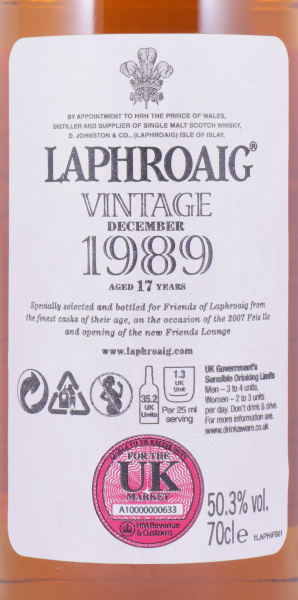 BY APPOINTMENT TO HRH THE PRINCE OF WALES,
DISTILLER AND SUPPLIER OF SINGLE MALT SCOTCH WHISKY,
D. JOHNSTON & CO., (LAPHROAIG) ISLE OF ISLAY.
LAPHROAIG®
VINTAGE
DECEMBER
1989
AGED 17 YEARS
Specially selected and bottled for Friends of Laphroaig from
the finest casks of their age, on the occasion of the 2007 Feis Ile
and opening of the new Friends Lounge
www.laphroaig.com
35.2
UK
Units
1.3
UK
Unit
Per 25 ml
serving
UK Government's
Sensible Drinking Limits
Men – 3 to 4 units,
Women – 2 to 3 units
per day. Don't drink & drive.
For more information see
www.drinkaware.co.uk
FOR THE
UK
MARKET
A10000000633
HM Revenue
& Customs
50.3% vol.
70cl e